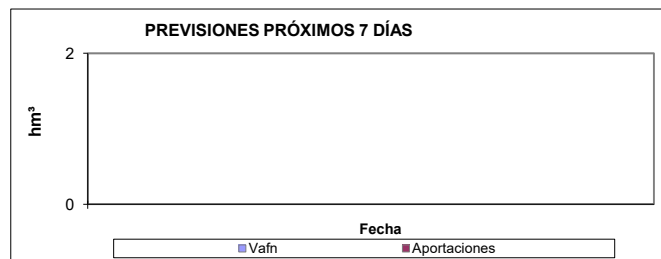 PREVISIONES PRÓXIMOS 7 DÍAS
2
hm³
0
Fecha
Vafn Aportaciones